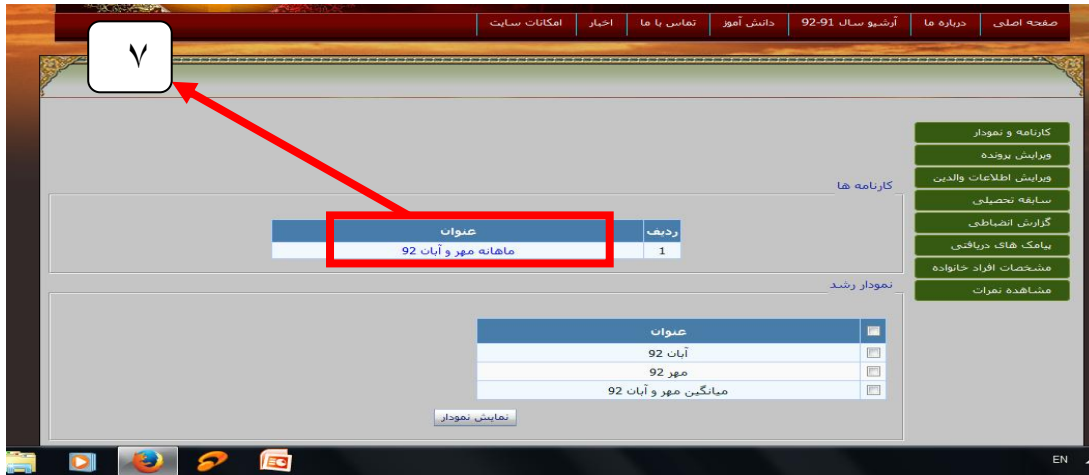 صفحه اصلی درباره ما آرشیو سال 91-92 دانش آموز تماس با ما اخبار امکانات سایت
۷
کارنامه و نمودار
ویرایش پرونده
ویرایش اطلاعات والدین
سابقه تحصیلی
گزارش انضباطی
پیامک های دریافتی
مشخصات افراد خانواده
مشاهده نمرات
کارنامه ها
ردیف عنوان
1 ماهانه مهر و آبان 92
نمودار رشد
عنوان
آبان 92
مهر 92
میانگین مهر و آبان 92
نمایش نمودار
EN